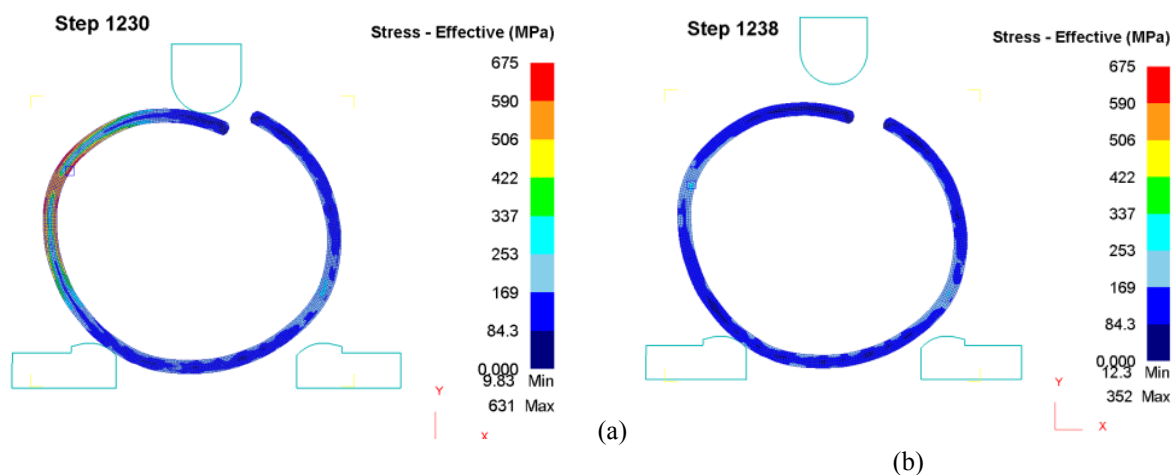 Step 1230
Stress - Effective (MPa)
675
590
506
422
337
253
169
84.3
0.000
9.83 Min
631 Max
Y
X
(a)
Step 1238
Stress - Effective (MPa)
675
590
506
422
337
253
169
84.3
0.000
12.3 Min
352 Max
Y
X
(b)